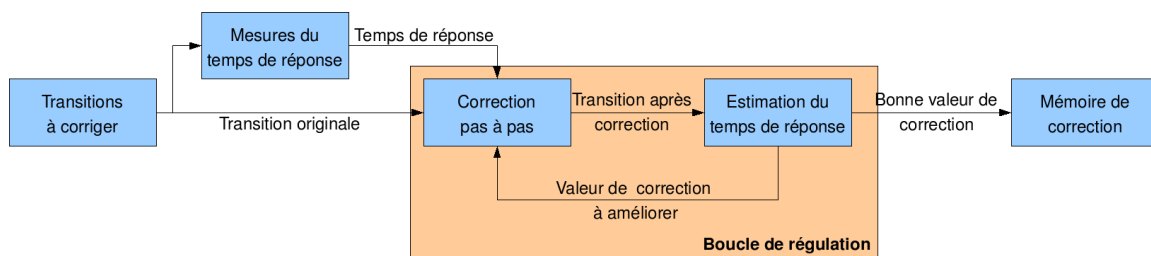 Mesures du
temps de réponse
Temps de réponse
Transitions
à corriger
Transition originale
Correction
pas à pas
Transition après
correction
Estimation du
temps de réponse
Bonne valeur de
correction
Mémoire de
correction
Valeur de correction
à améliorer
Boucle de régulation